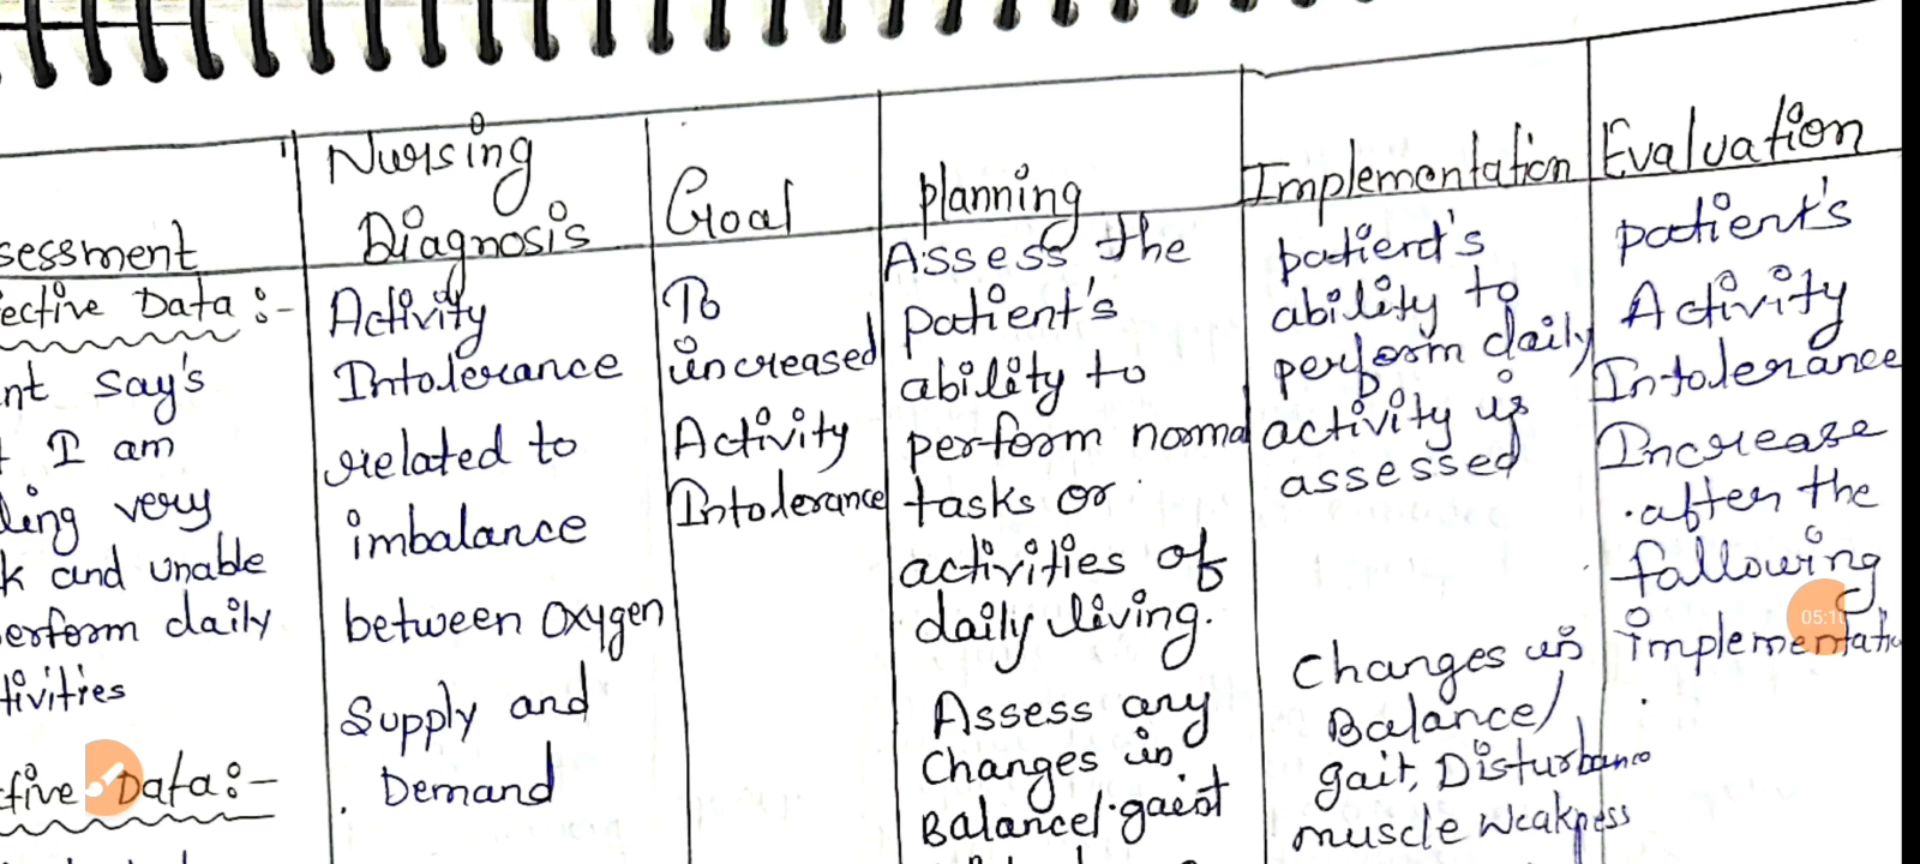 Nursing
Diagnosis
Goal
planning
Implementation
Evaluation
sessment
ective Data :-
nt say's
I am
ling very
k and unable
erform daily
tivities
tive Data :-
Activity
Intolerance
related to
imbalance
between Oxygen
Supply and
Demand
To
increased
Activity
Intolerance
Assess the
patient's
ability to
perform normal
tasks or
activities of
daily living.
Assess any
Changes in
Balance/gait
patient's
ability to
perform daily
activity is
assessed
Changes in
Balance/
gait, Disturbance
muscle weakness
patient's
Activity
Intolerance
Increase
after the
following
implementatio
05:1